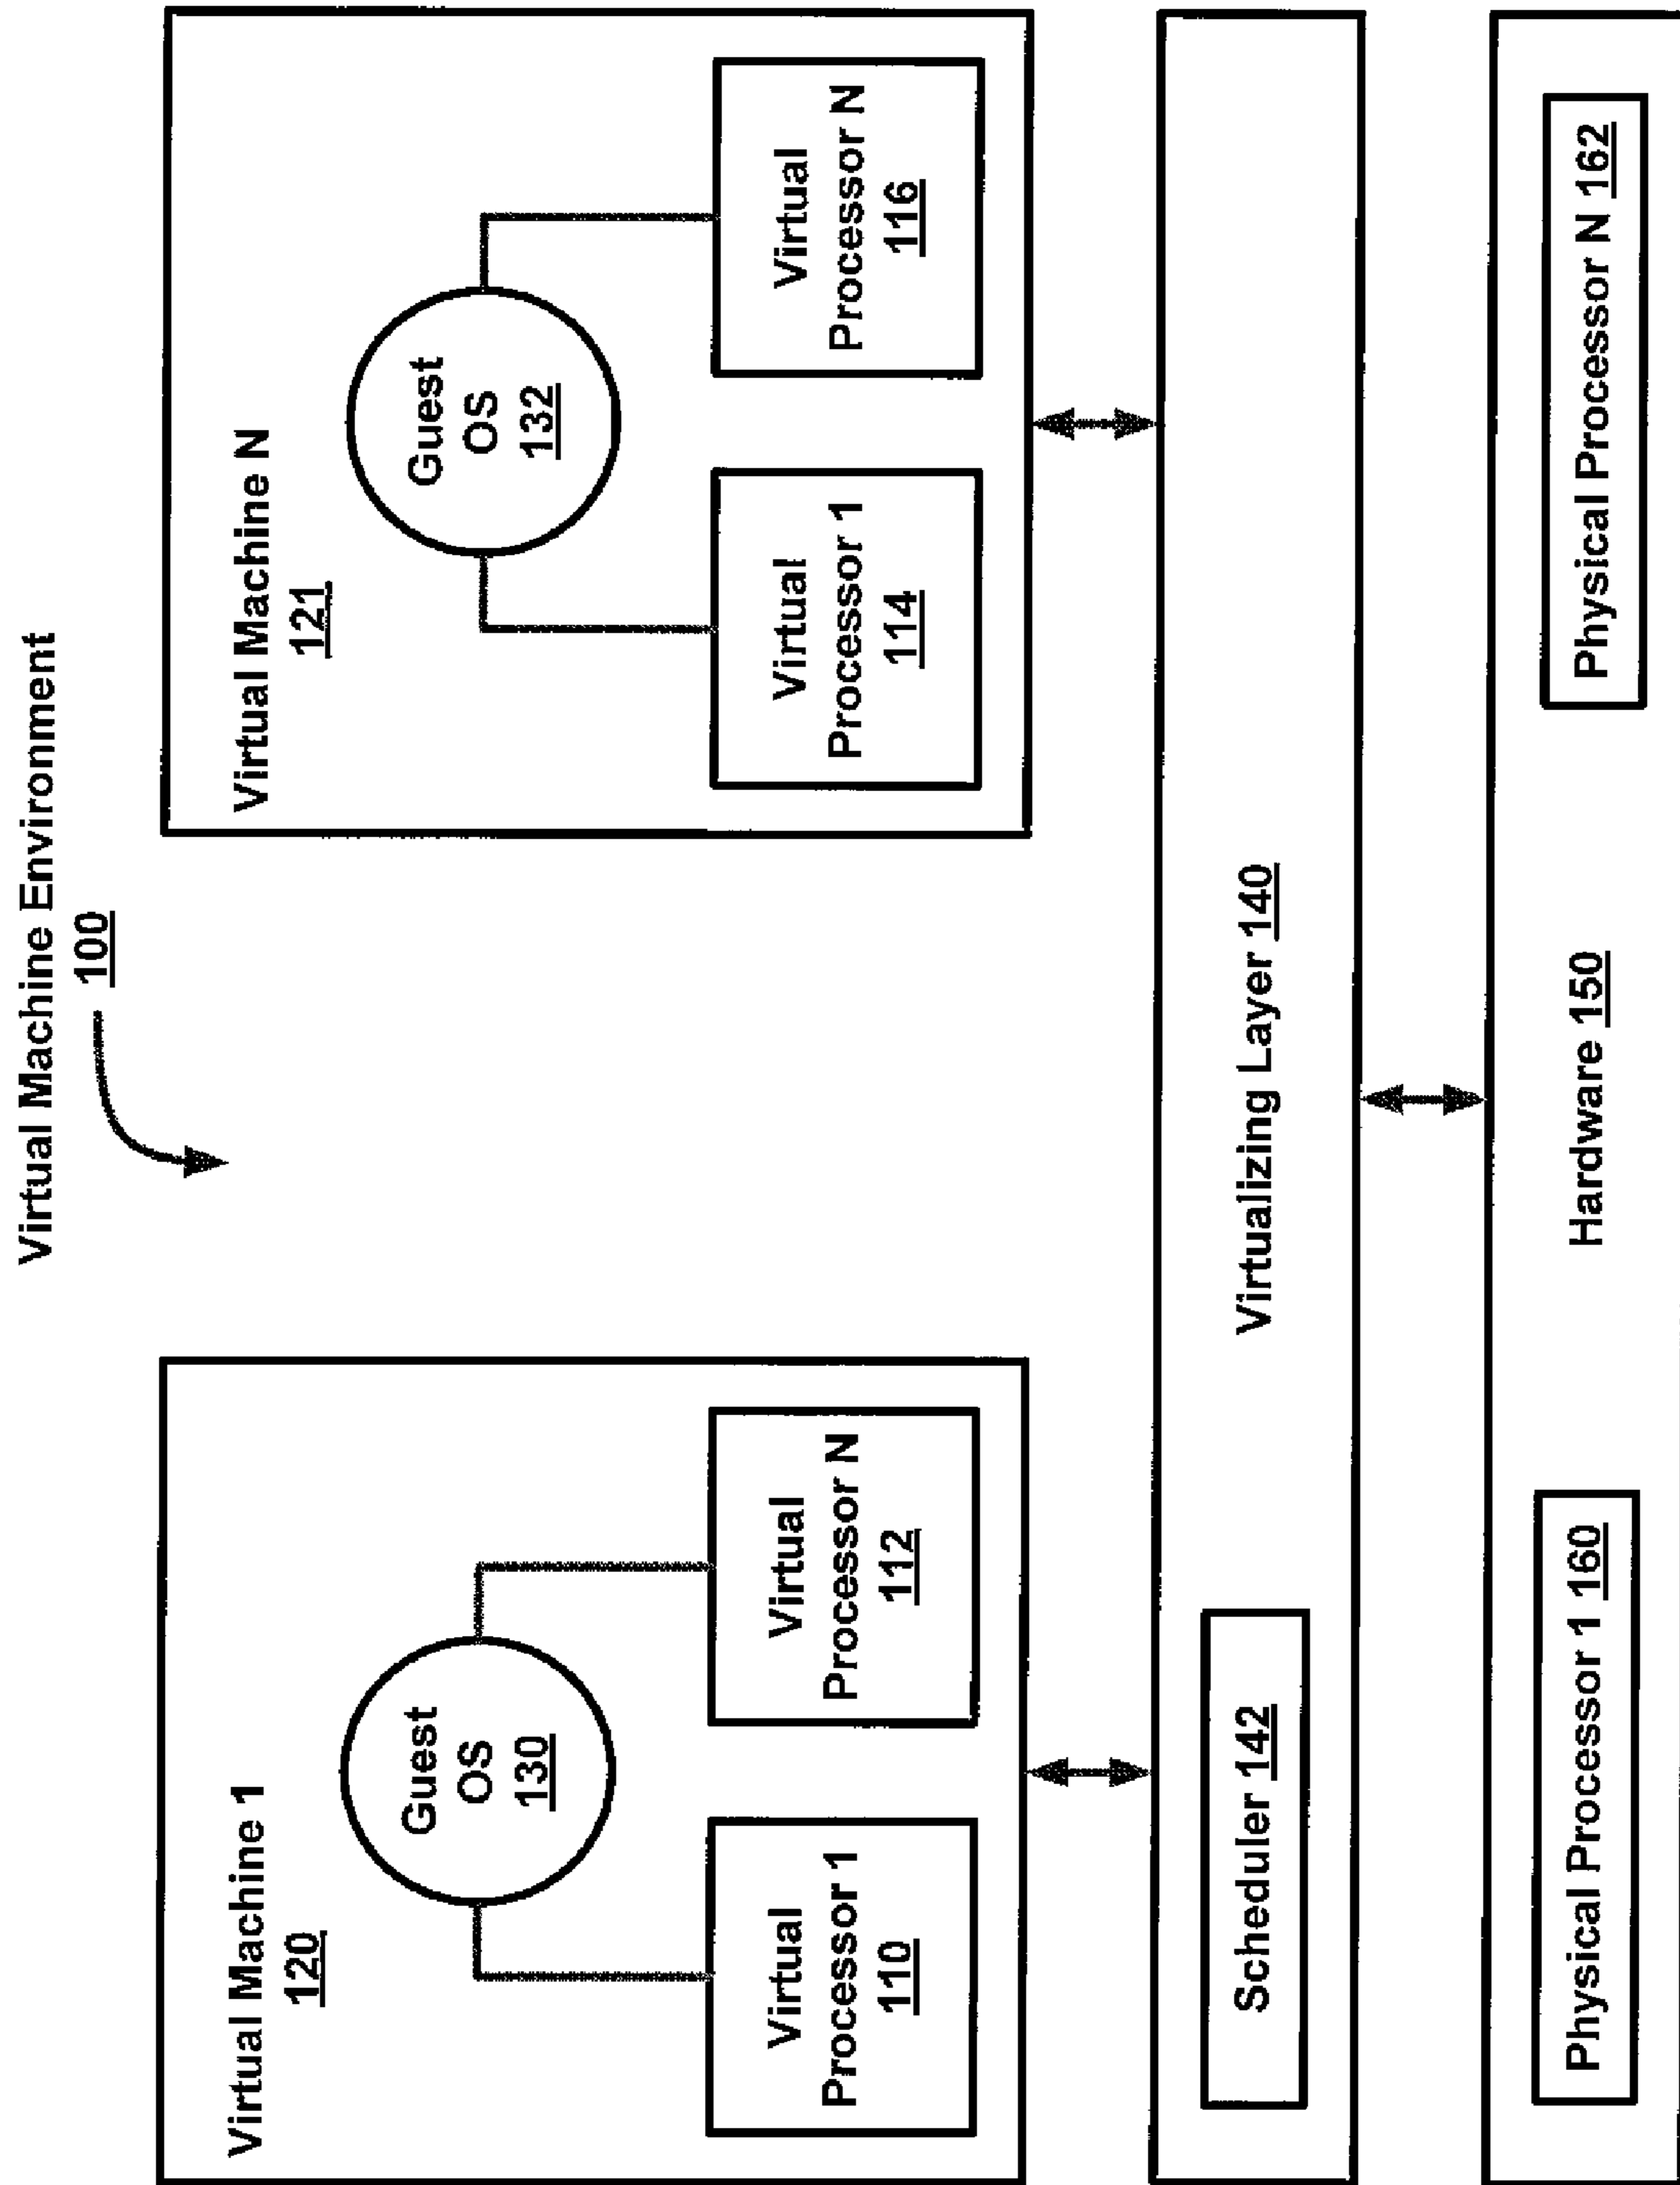 Virtual Machine Environment
100
Virtual Machine 1
120
Guest
OS
130
Virtual
Processor 1
110
Virtual
Processor N
112
Virtual Machine N
121
Guest
OS
132
Virtual
Processor 1
114
Virtual
Processor N
116
Scheduler 142
Virtualizing Layer 140
Physical Processor 1 160
Hardware 150
Physical Processor N 162